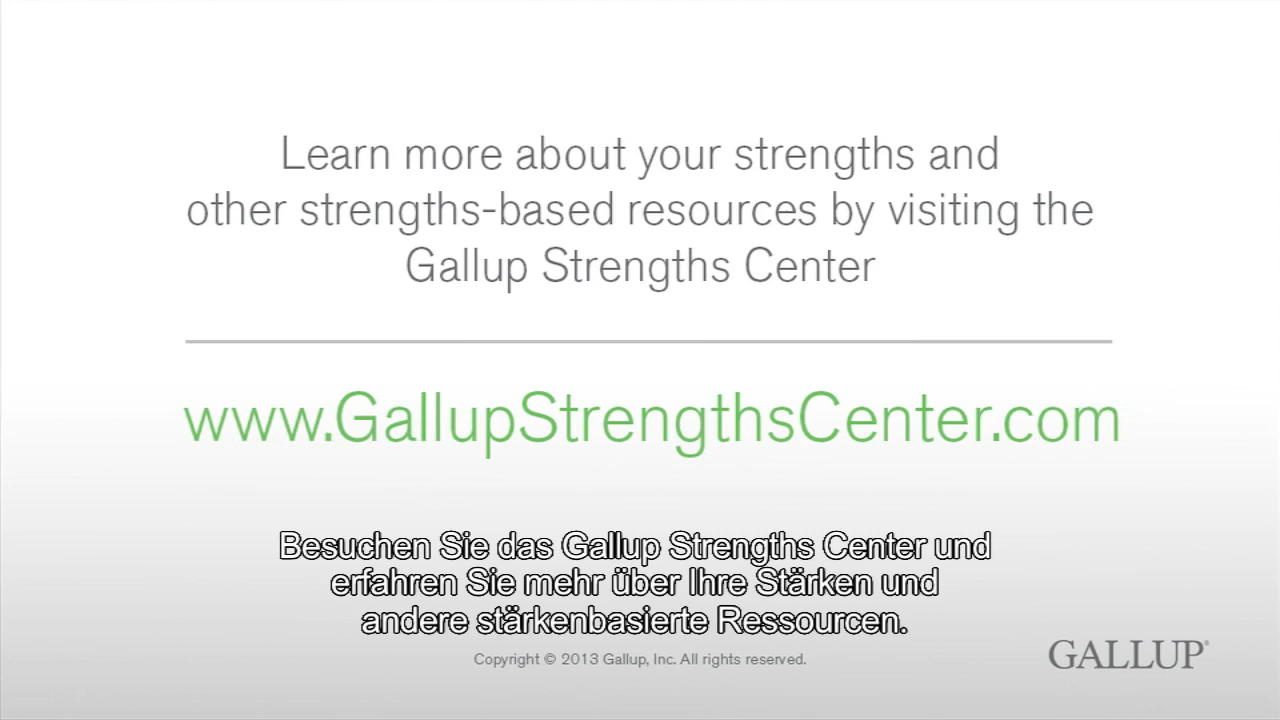 Learn more about your strengths and
other strengths-based resources by visiting the
Gallup Strengths Center
www.GallupStrengthsCenter.com
Besuchen Sie das Gallup Strengths Center und
erfahren Sie mehr über Ihre Stärken und
andere stärkenbasierte Ressourcen.
Copyright © 2013 Gallup, Inc. All rights reserved.
GALLUP®